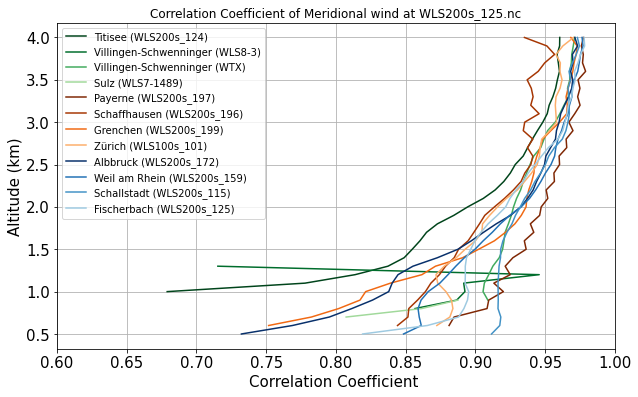 Correlation Coefficient of Meridional wind at WLS200s_125.nc
Titisee (WLS200s_124)
Villingen-Schwenninger (WLS8-3)
Villingen-Schwenninger (WTX)
Sulz (WLS7-1489)
Payerne (WLS200s_197)
Schaffhausen (WLS200s_196)
Grenchen (WLS200s_199)
Zürich (WLS100s_101)
Albbruck (WLS200s_172)
Weil am Rhein (WLS200s_159)
Schallstadt (WLS200s_115)
Fischerbach (WLS200s_125)
Altitude (km)
4.0
3.5
3.0
2.5
2.0
1.5
1.0
0.5
0.60 0.65 0.70 0.75 0.80 0.85 0.90 0.95 1.00
Correlation Coefficient